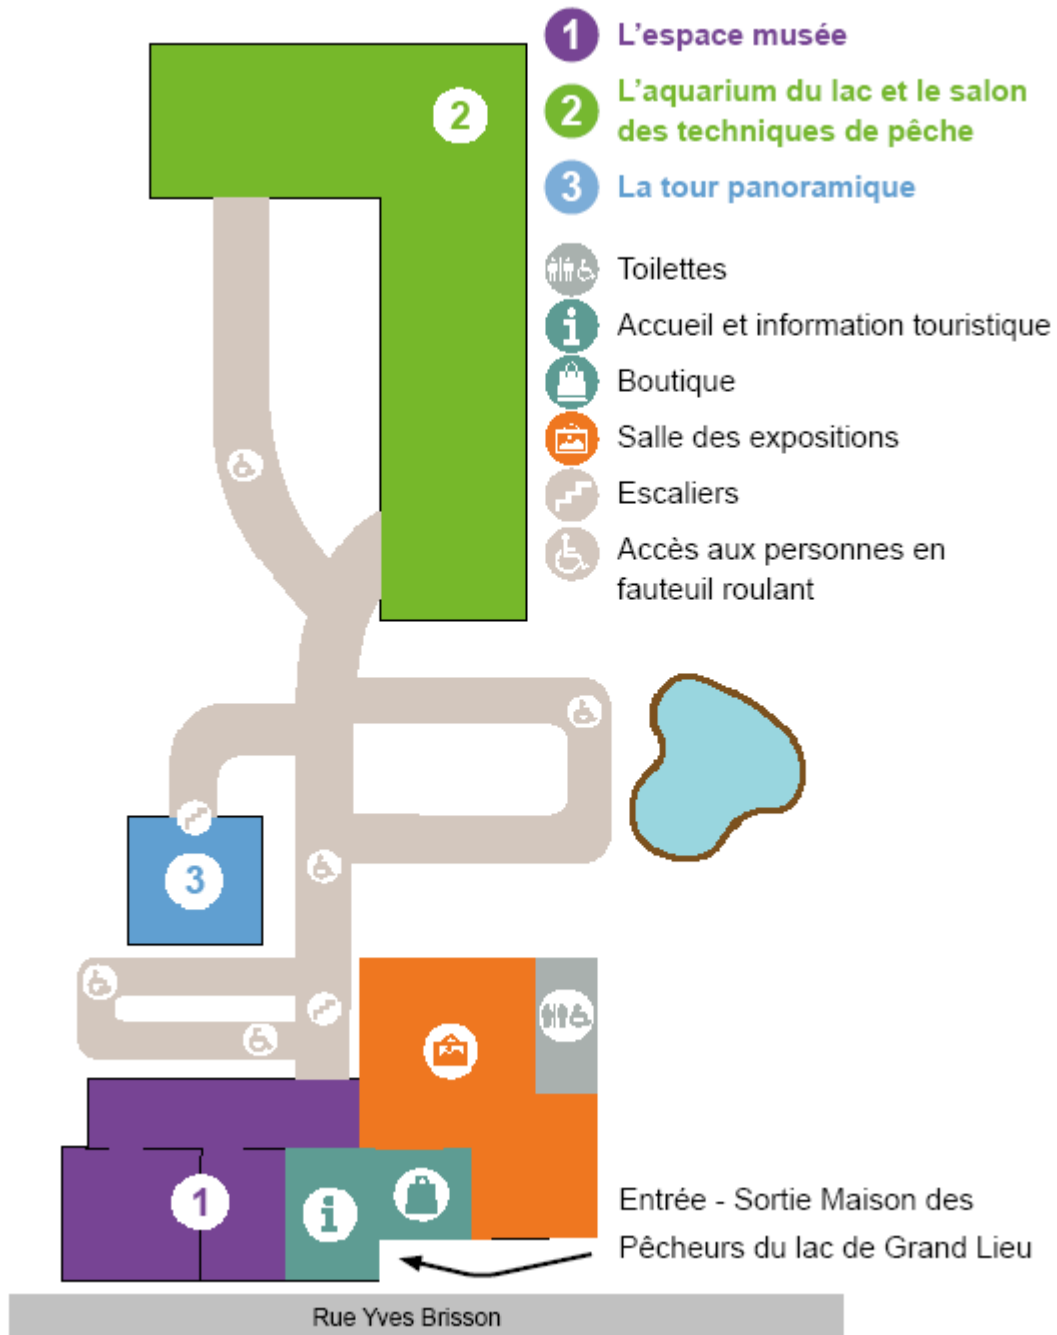 1 L'espace musée
2 L'aquarium du lac et le salon
des techniques de pêche
3 La tour panoramique
Toilettes
Accueil et information touristique
Boutique
Salle des expositions
Escaliers
Accès aux personnes en
fauteuil roulant
2
3
1
Entrée - Sortie Maison des
Pêcheurs du lac de Grand Lieu
Rue Yves Brisson